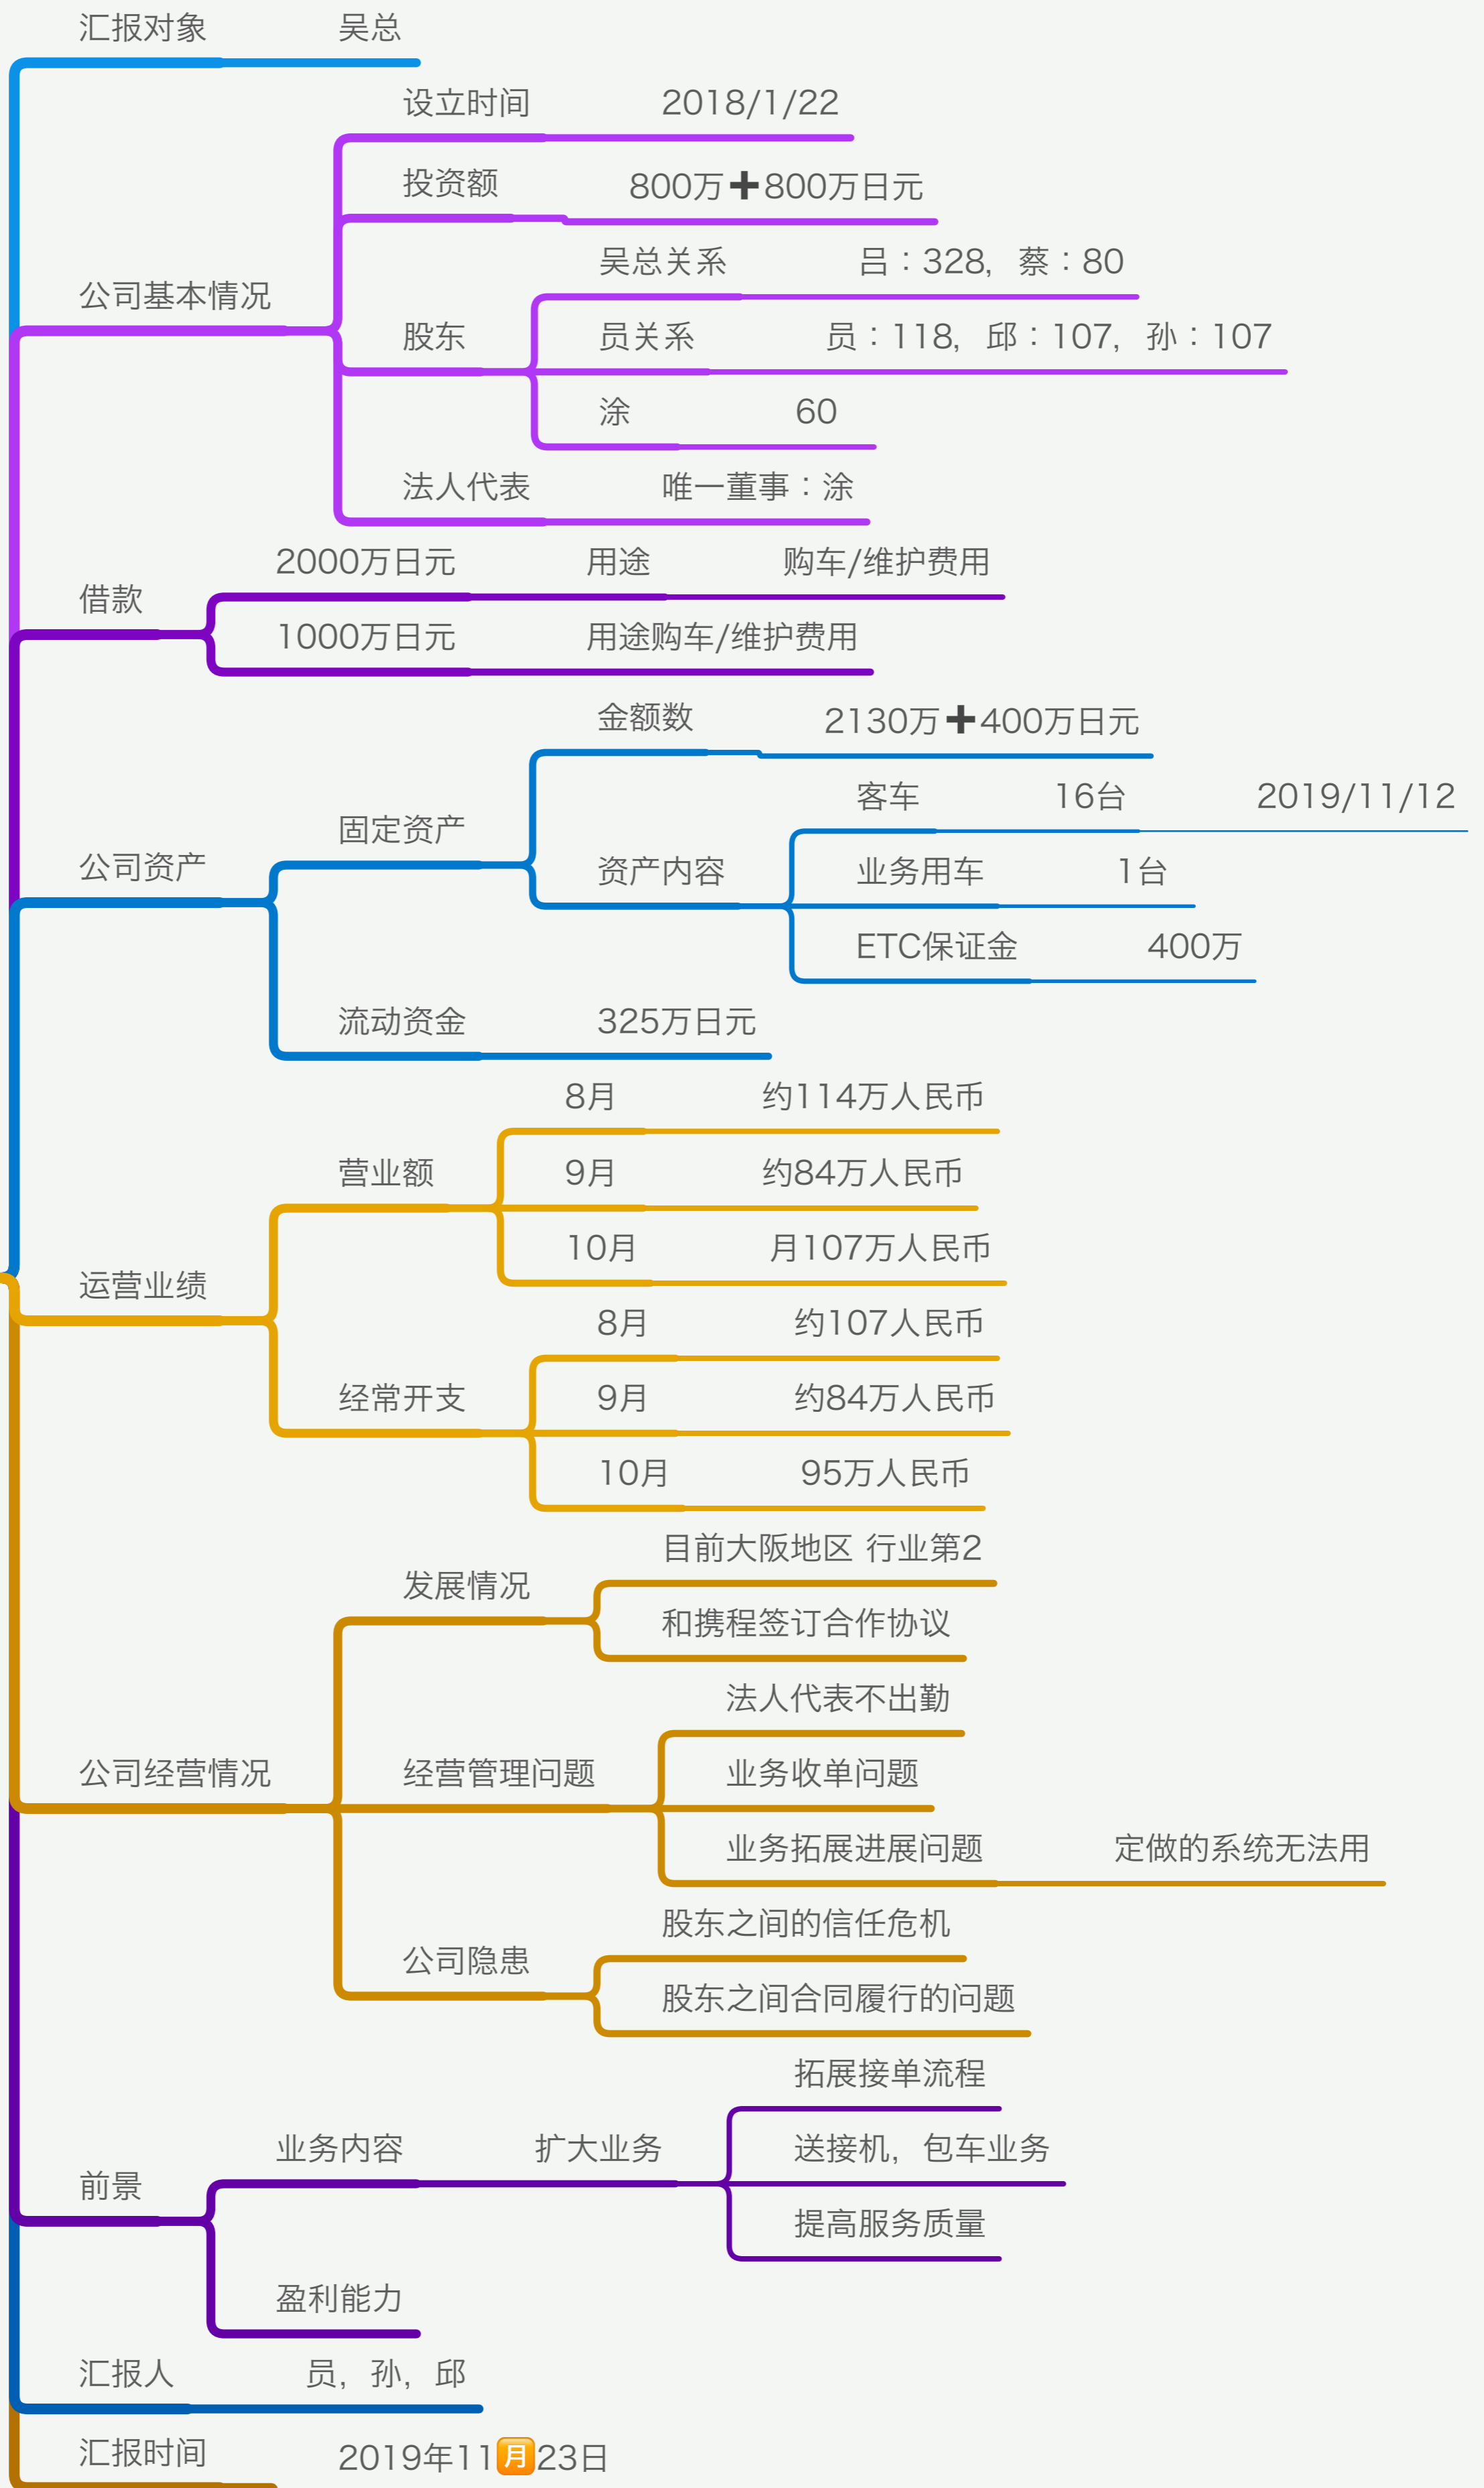 汇报对象 吴总
设立时间 2018/1/22
投资额 800万➕800万日元
吴总关系 吕：328，蔡：80
公司基本情况
股东 员关系 员：118，邱：107，孙：107
涂 60
法人代表 唯一董事：涂
2000万日元 用途 购车/维护费用
借款
1000万日元 用途购车/维护费用
金额数 2130万➕400万日元
客车 16台 2019/11/12
固定资产
公司资产 资产内容 业务用车 1台
ETC保证金 400万
流动资金 325万日元
8月 约114万人民币
营业额 9月 约84万人民币
10月 月107万人民币
运营业绩
8月 约107人民币
经常开支 9月 约84万人民币
10月 95万人民币
目前大阪地区 行业第2
发展情况
和携程签订合作协议
法人代表不出勤
公司经营情况 经营管理问题 业务收单问题
业务拓展进展问题 定做的系统无法用
股东之间的信任危机
公司隐患
股东之间合同履行的问题
拓展接单流程
业务内容 扩大业务 送接机，包车业务
前景
提高服务质量
盈利能力
汇报人 员，孙，邱
汇报时间 2019年11🈷️23日